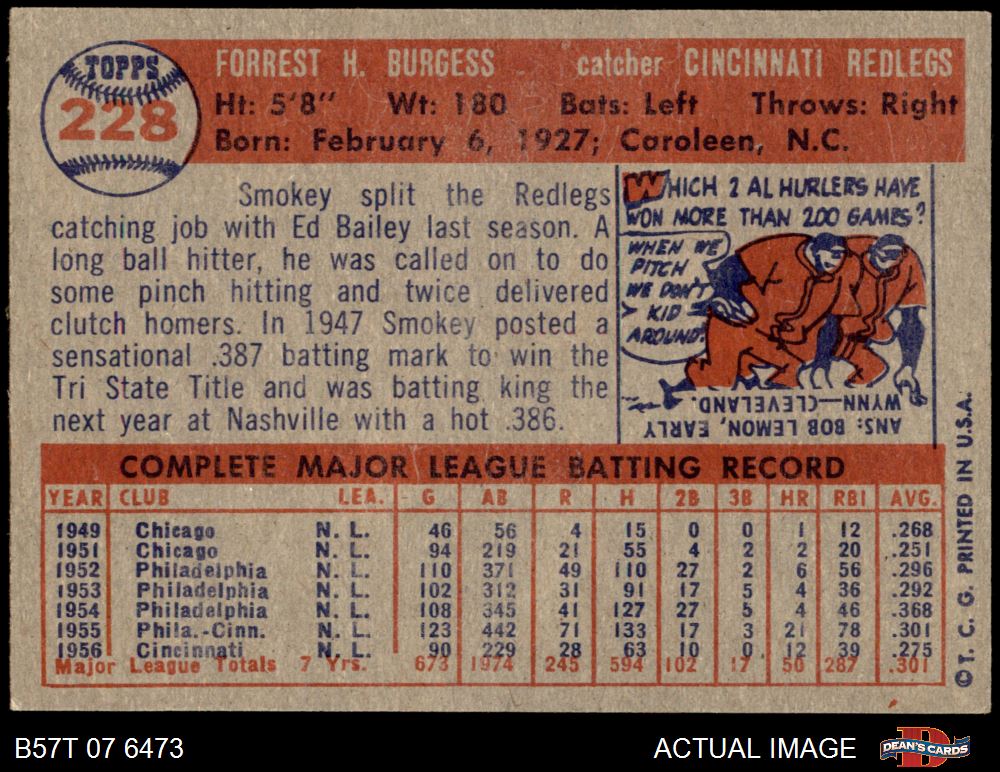 TOPPS
228
FORREST H. BURGESS catcher CINCINNATI REDLEGS
Ht: 5'8" Wt: 180 Bats: Left Throws: Right
Born: February 6, 1927; Caroleen, N.C.
Smokey split the Redlegs
catching job with Ed Bailey last season. A
long ball hitter, he was called on to do
some pinch hitting and twice delivered
clutch homers. In 1947 Smokey posted a
sensational .387 batting mark to win the
Tri State Title and was batting king the
next year at Nashville with a hot .386.
WHICH 2 AL HURLERS HAVE
WON MORE THAN 200 GAMES?
WHEN WE
PITCH
WE DON'T
KID
AROUND.
ANS: BOB LEMON, EARLY
WYNN—CLEVELAND.
COMPLETE MAJOR LEAGUE BATTING RECORD
YEAR CLUB LEA. G AB R H 2B 3B HR RBI AVG.
1949 Chicago N. L. 46 56 4 15 0 0 1 12 .268
1951 Chicago N. L. 94 219 21 55 4 2 2 20 .251
1952 Philadelphia N. L. 110 371 49 110 27 2 6 56 .296
1953 Philadelphia N. L. 102 312 31 91 17 5 4 36 .292
1954 Philadelphia N. L. 108 345 41 127 27 5 4 46 .368
1955 Phila.-Cinn. N. L. 123 442 71 133 17 3 21 78 .301
1956 Cincinnati N. L. 90 229 28 63 10 0 12 39 .275
Major League Totals 7 Yrs. 673 1974 245 594 102 17 50 287 .301
©T. C. G. PRINTED IN U.S.A.
B57T 07 6473 ACTUAL IMAGE
D
DEAN'S CARDS